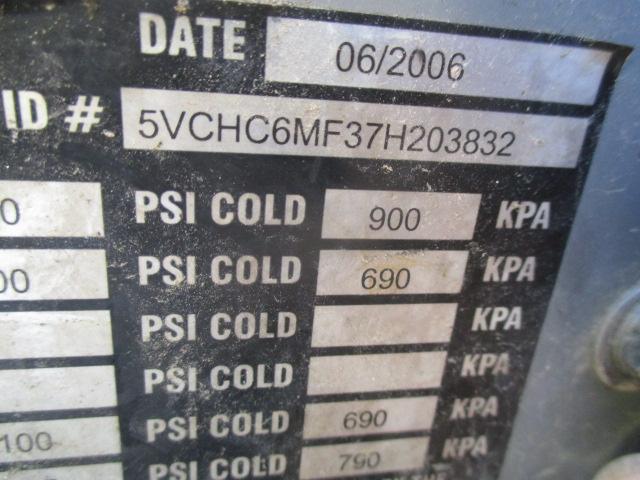 DATE 06/2006
ID # 5VCHC6MF37H203832
0 PSI COLD 900 KPA
00 PSI COLD 690 KPA
PSI COLD KPA
PSI COLD KPA
100 PSI COLD 690 KPA
PSI COLD 790 KPA